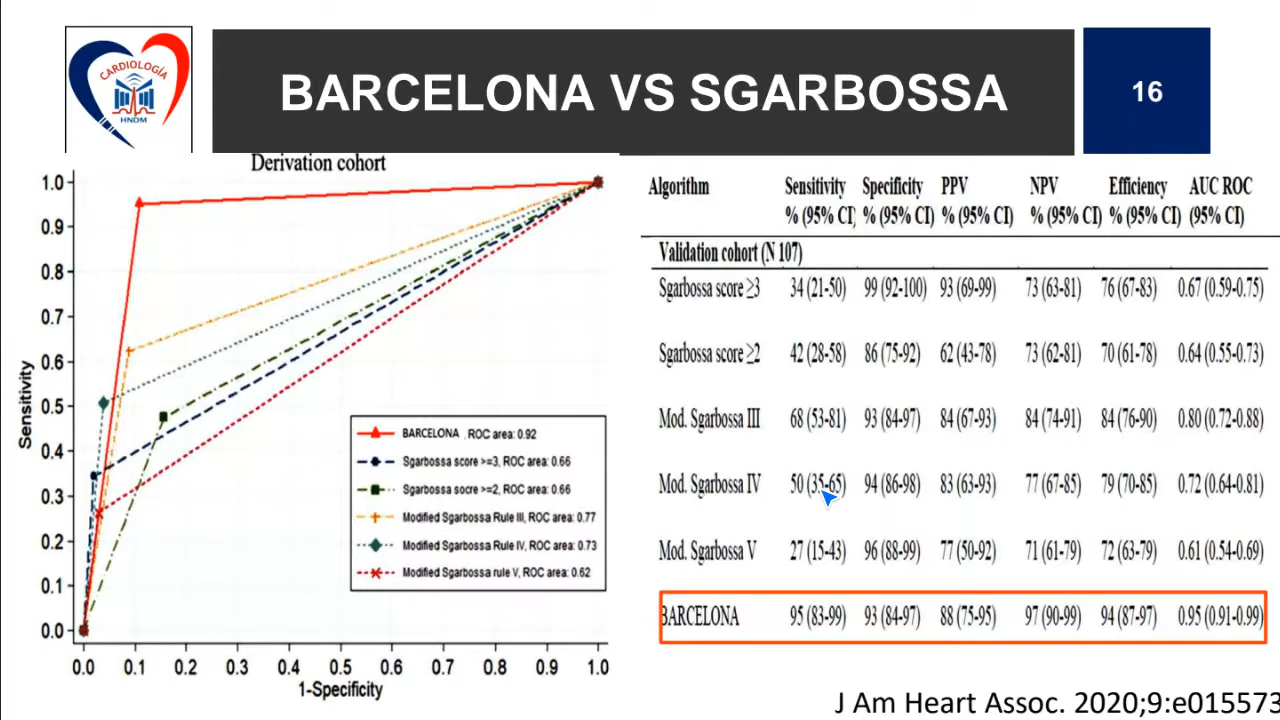 CARDIOLOGÍA
HNDM
BARCELONA VS SGARBOSSA
16
Derivation cohort
1.0
0.9
0.8
0.7
0.6
0.5
0.4
0.3
0.2
0.1
0.0
Sensitivity
0.0 0.1 0.2 0.3 0.4 0.5 0.6 0.7 0.8 0.9 1.0
1-Specificity
BARCELONA , ROC area: 0.92
Sgarbossa score >=3, ROC area: 0.66
Sgarbossa socre >=2, ROC area: 0.66
Modified Sgarbossa Rule III, ROC area: 0.77
Modified Sgarbossa Rule IV, ROC area: 0.73
Modified Sgarbossa rule V, ROC area: 0.62
Algorithm Sensitivity Specificity PPV NPV Efficiency AUC ROC
% (95% CI) % (95% CI) % (95% CI) % (95% CI) % (95% CI) (95% CI)
Validation cohort (N 107)
Sgarbossa score ≥3 34 (21-50) 99 (92-100) 93 (69-99) 73 (63-81) 76 (67-83) 0.67 (0.59-0.75)
Sgarbossa score ≥2 42 (28-58) 86 (75-92) 62 (43-78) 73 (62-81) 70 (61-78) 0.64 (0.55-0.73)
Mod. Sgarbossa III 68 (53-81) 93 (84-97) 84 (67-93) 84 (74-91) 84 (76-90) 0.80 (0.72-0.88)
Mod. Sgarbossa IV 50 (35-65) 94 (86-98) 83 (63-93) 77 (67-85) 79 (70-85) 0.72 (0.64-0.81)
Mod. Sgarbossa V 27 (15-43) 96 (88-99) 77 (50-92) 71 (61-79) 72 (63-79) 0.61 (0.54-0.69)
BARCELONA 95 (83-99) 93 (84-97) 88 (75-95) 97 (90-99) 94 (87-97) 0.95 (0.91-0.99)
J Am Heart Assoc. 2020;9:e015573